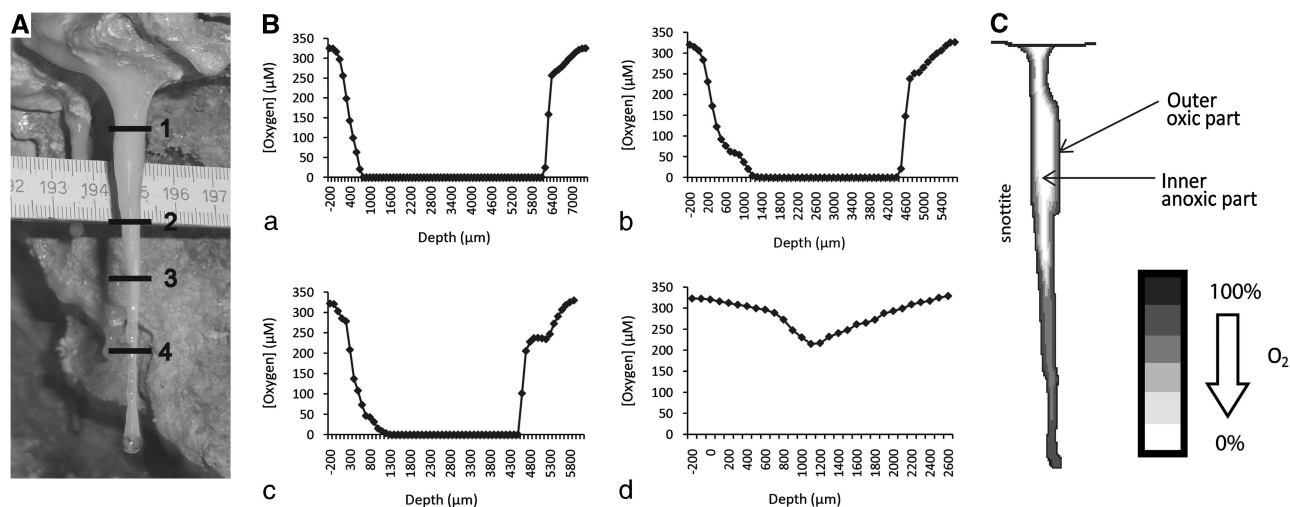 A
1
92 193 194 5 196 197
2
3
4
B
350
300
250
200
150
100
50
0
[Oxygen] (µM)
-200 400 1000 1600 2200 2800 3400 4000 4600 5200 5800 6400 7000
Depth (µm)
a
350
300
250
200
150
100
50
0
[Oxygen] (µM)
-200 200 600 1000 1400 1800 2200 2600 3000 3400 3800 4200 4600 5000 5400
Depth (µm)
b
350
300
250
200
150
100
50
0
[Oxygen] (µM)
-200 300 800 1300 1800 2300 2800 3300 3800 4300 4800 5300 5800
Depth (µm)
c
350
300
250
200
150
100
50
0
[Oxygen] (µM)
-200 0 200 400 600 800 1000 1200 1400 1600 1800 2000 2200 2400 2600
Depth (µm)
d
C
Outer
oxic part
Inner
anoxic part
snottite
100%
O2
0%